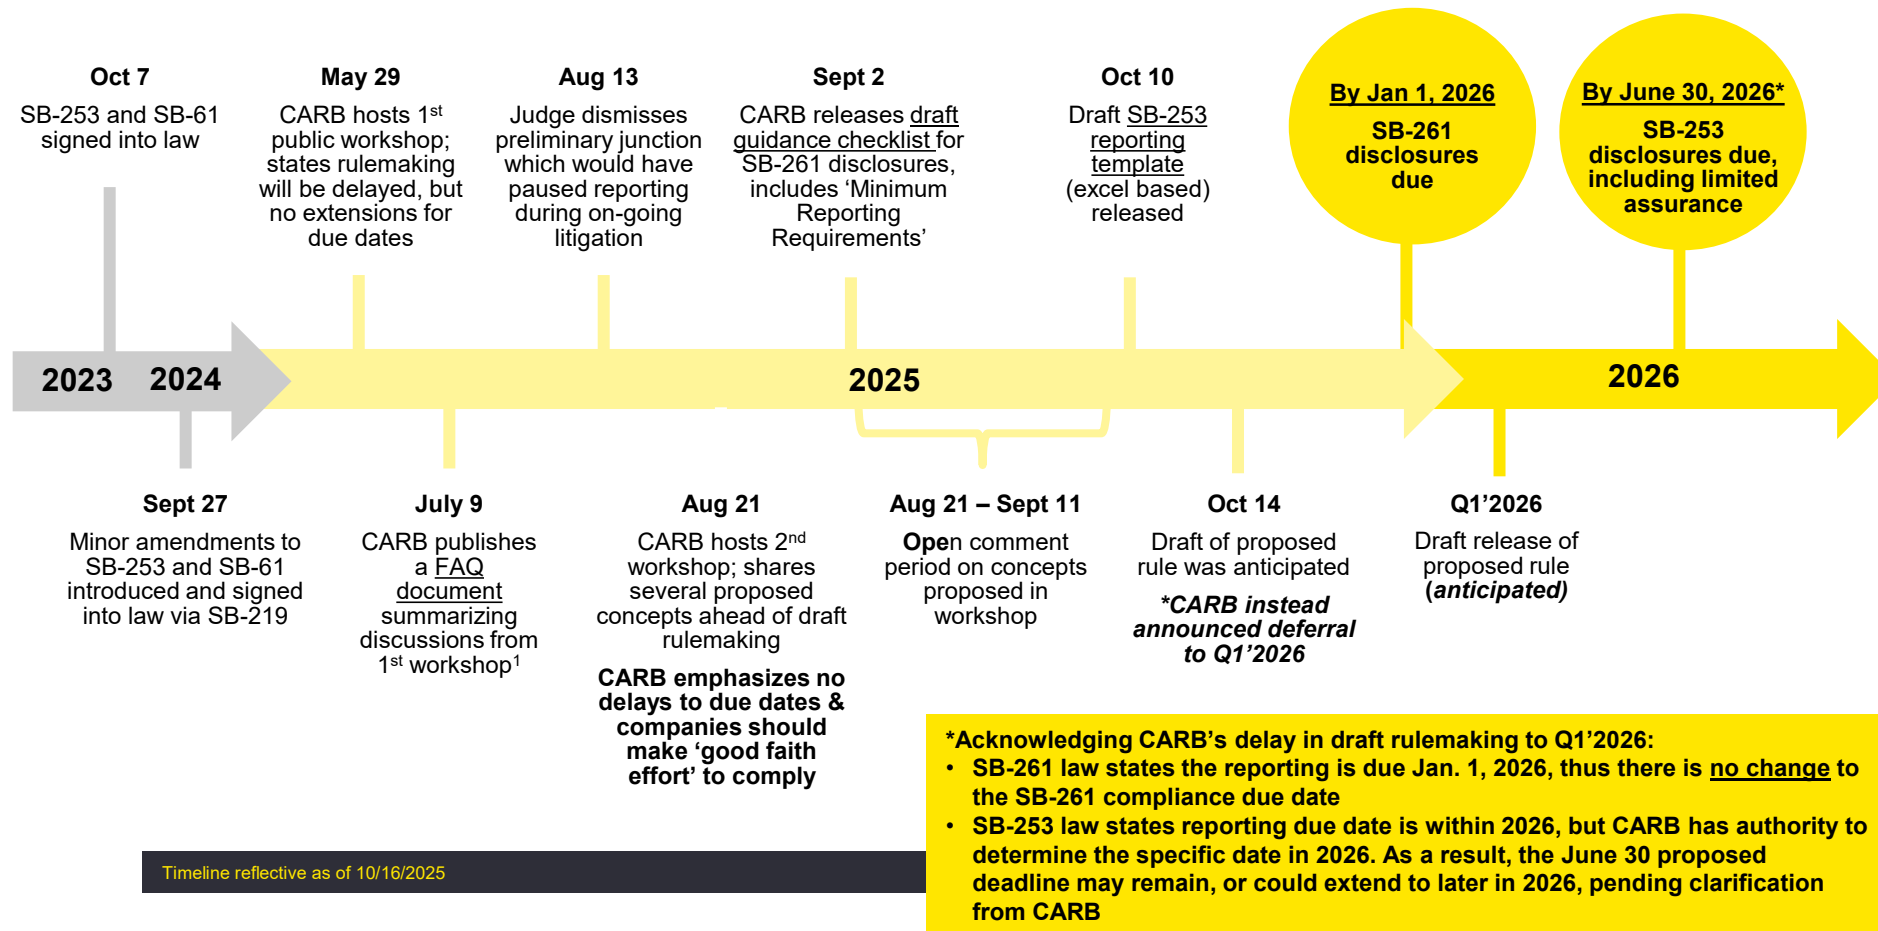 Oct 7
SB-253 and SB-61
signed into law
May 29
CARB hosts 1st
public workshop;
states rulemaking
will be delayed, but
no extensions for
due dates
Aug 13
Judge dismisses
preliminary junction
which would have
paused reporting
during on-going
litigation
Sept 2
CARB releases draft
guidance checklist for
SB-261 disclosures,
includes ‘Minimum
Reporting
Requirements’
Oct 10
Draft SB-253
reporting
template
(excel based)
released
By Jan 1, 2026
SB-261
disclosures
due
By June 30, 2026*
SB-253
disclosures due,
including limited
assurance
2023
2024
2025
2026
Sept 27
Minor amendments to
SB-253 and SB-61
introduced and signed
into law via SB-219
July 9
CARB publishes
a FAQ
document
summarizing
discussions from
1st workshop1
Aug 21
CARB hosts 2nd
workshop; shares
several proposed
concepts ahead of draft
rulemaking
CARB emphasizes no
delays to due dates &
companies should
make ‘good faith
effort’ to comply
Aug 21 – Sept 11
Open comment
period on concepts
proposed in
workshop
Oct 14
Draft of proposed
rule was anticipated
*CARB instead
announced deferral
to Q1’2026
Q1’2026
Draft release of
proposed rule
(anticipated)
*Acknowledging CARB’s delay in draft rulemaking to Q1’2026:
• SB-261 law states the reporting is due Jan. 1, 2026, thus there is no change to
the SB-261 compliance due date
• SB-253 law states reporting due date is within 2026, but CARB has authority to
determine the specific date in 2026. As a result, the June 30 proposed
deadline may remain, or could extend to later in 2026, pending clarification
from CARB
Timeline reflective as of 10/16/2025